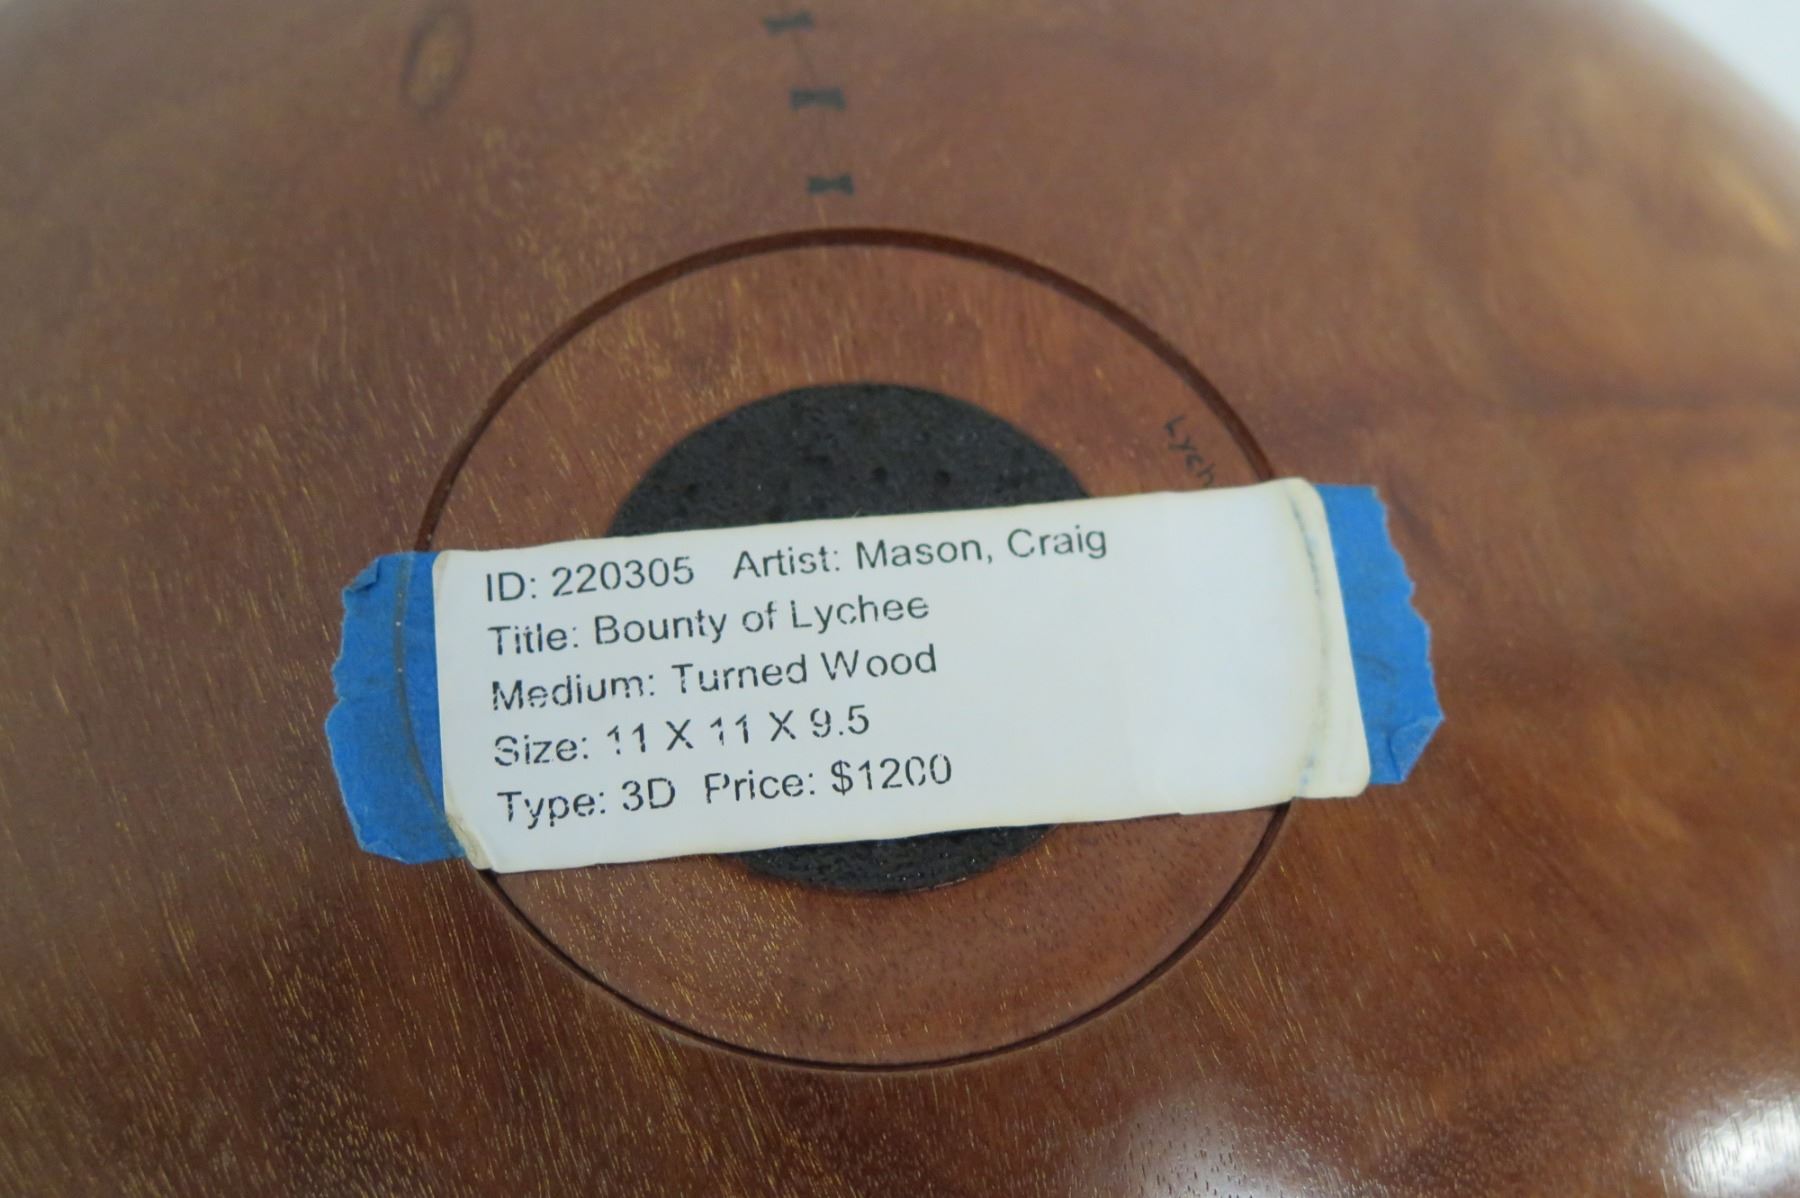 Lych
ID: 220305 Artist: Mason, Craig
Title: Bounty of Lychee
Medium: Turned Wood
Size: 11 X 11 X 9.5
Type: 3D Price: $1200